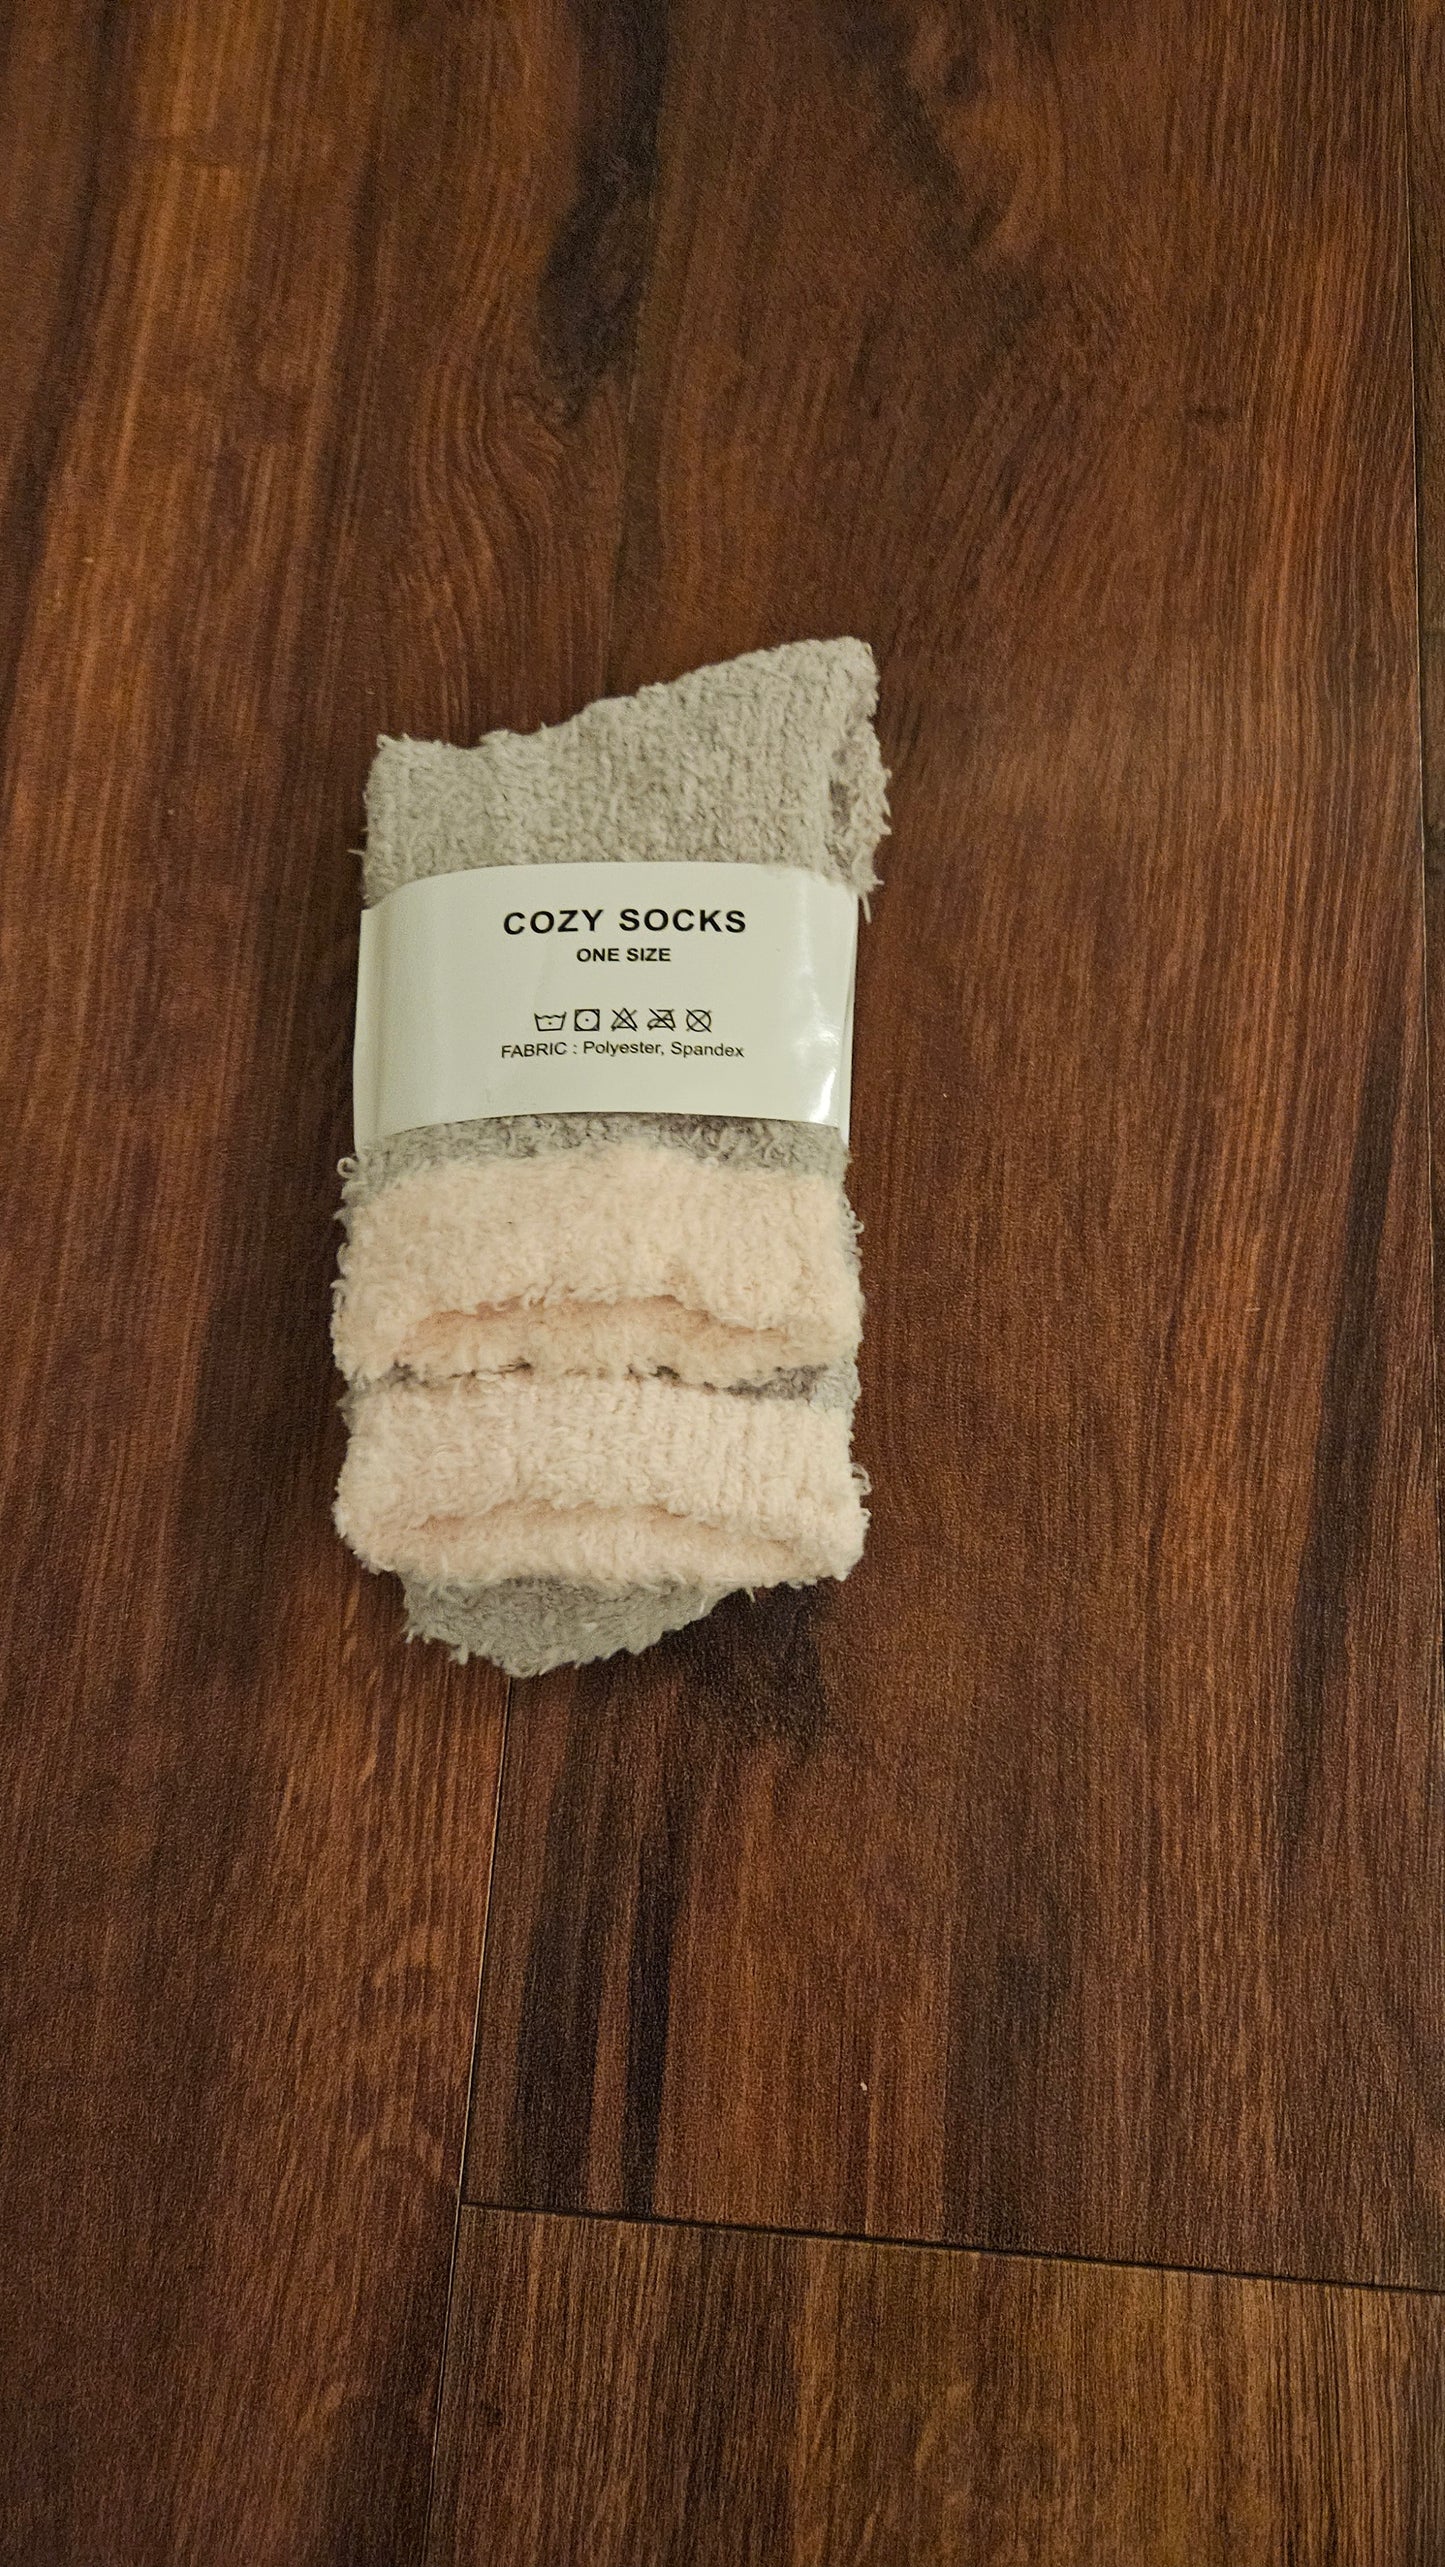 COZY SOCKS
ONE SIZE
FABRIC : Polyester, Spandex